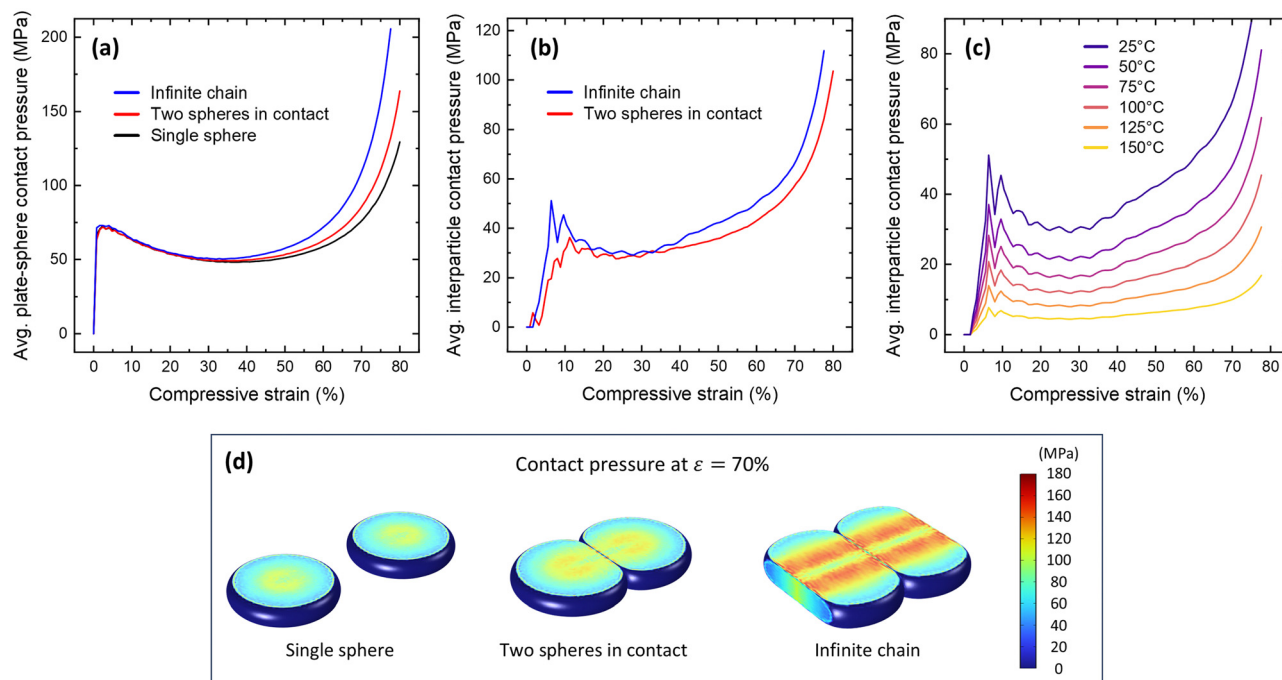 (a)
Avg. plate-sphere contact pressure (MPa)
200
150
100
50
0
Infinite chain
Two spheres in contact
Single sphere
0 10 20 30 40 50 60 70 80
Compressive strain (%)
(b)
Avg. interparticle contact pressure (MPa)
120
100
80
60
40
20
0
Infinite chain
Two spheres in contact
0 10 20 30 40 50 60 70 80
Compressive strain (%)
(c)
Avg. interparticle contact pressure (MPa)
80
60
40
20
0
25°C
50°C
75°C
100°C
125°C
150°C
0 10 20 30 40 50 60 70 80
Compressive strain (%)
(d)
Contact pressure at ε = 70%
(MPa)
180
160
140
120
100
80
60
40
20
0
Single sphere
Two spheres in contact
Infinite chain